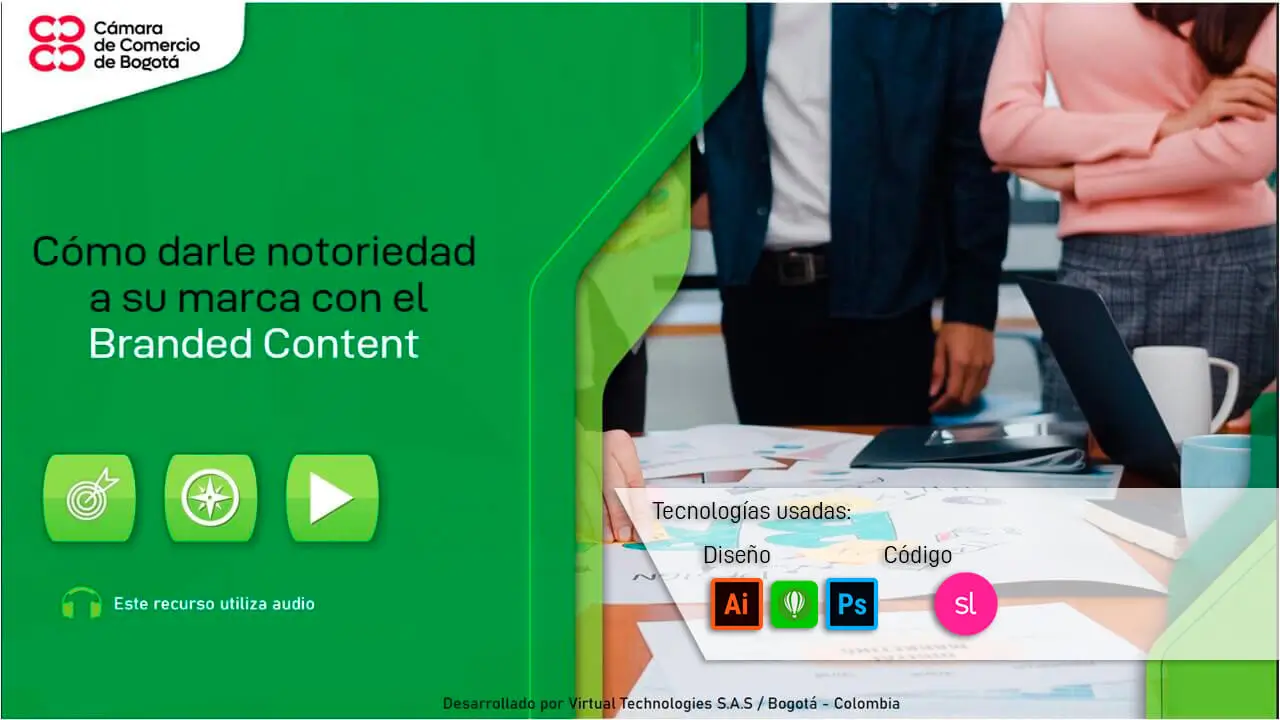 Cámara
de Comercio
de Bogotá
Cómo darle notoriedad
a su marca con el
Branded Content
Este recurso utiliza audio
Tecnologías usadas:
Diseño
Código
Ai
Ps
sl
Desarrollado por Virtual Technologies S.A.S / Bogotá - Colombia